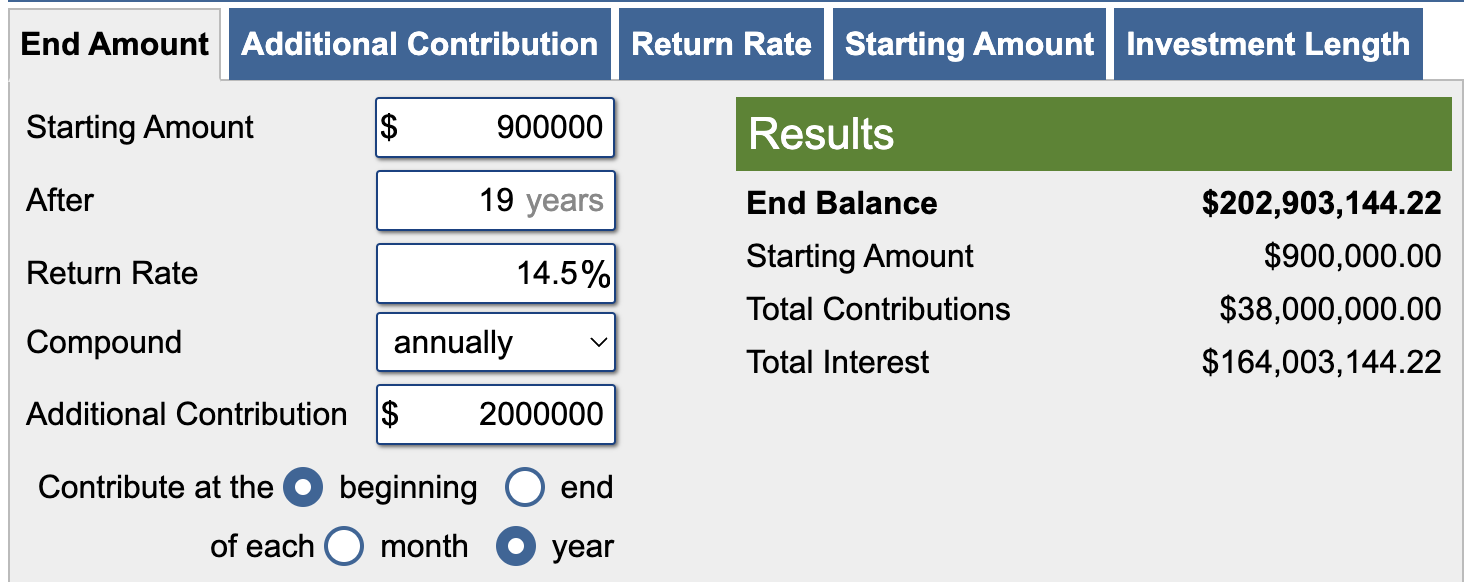 End Amount Additional Contribution Return Rate Starting Amount Investment Length
Starting Amount $ 900000
After 19 years
Return Rate 14.5%
Compound annually
Additional Contribution $ 2000000
Contribute at the beginning end
of each month year
Results
End Balance $202,903,144.22
Starting Amount $900,000.00
Total Contributions $38,000,000.00
Total Interest $164,003,144.22